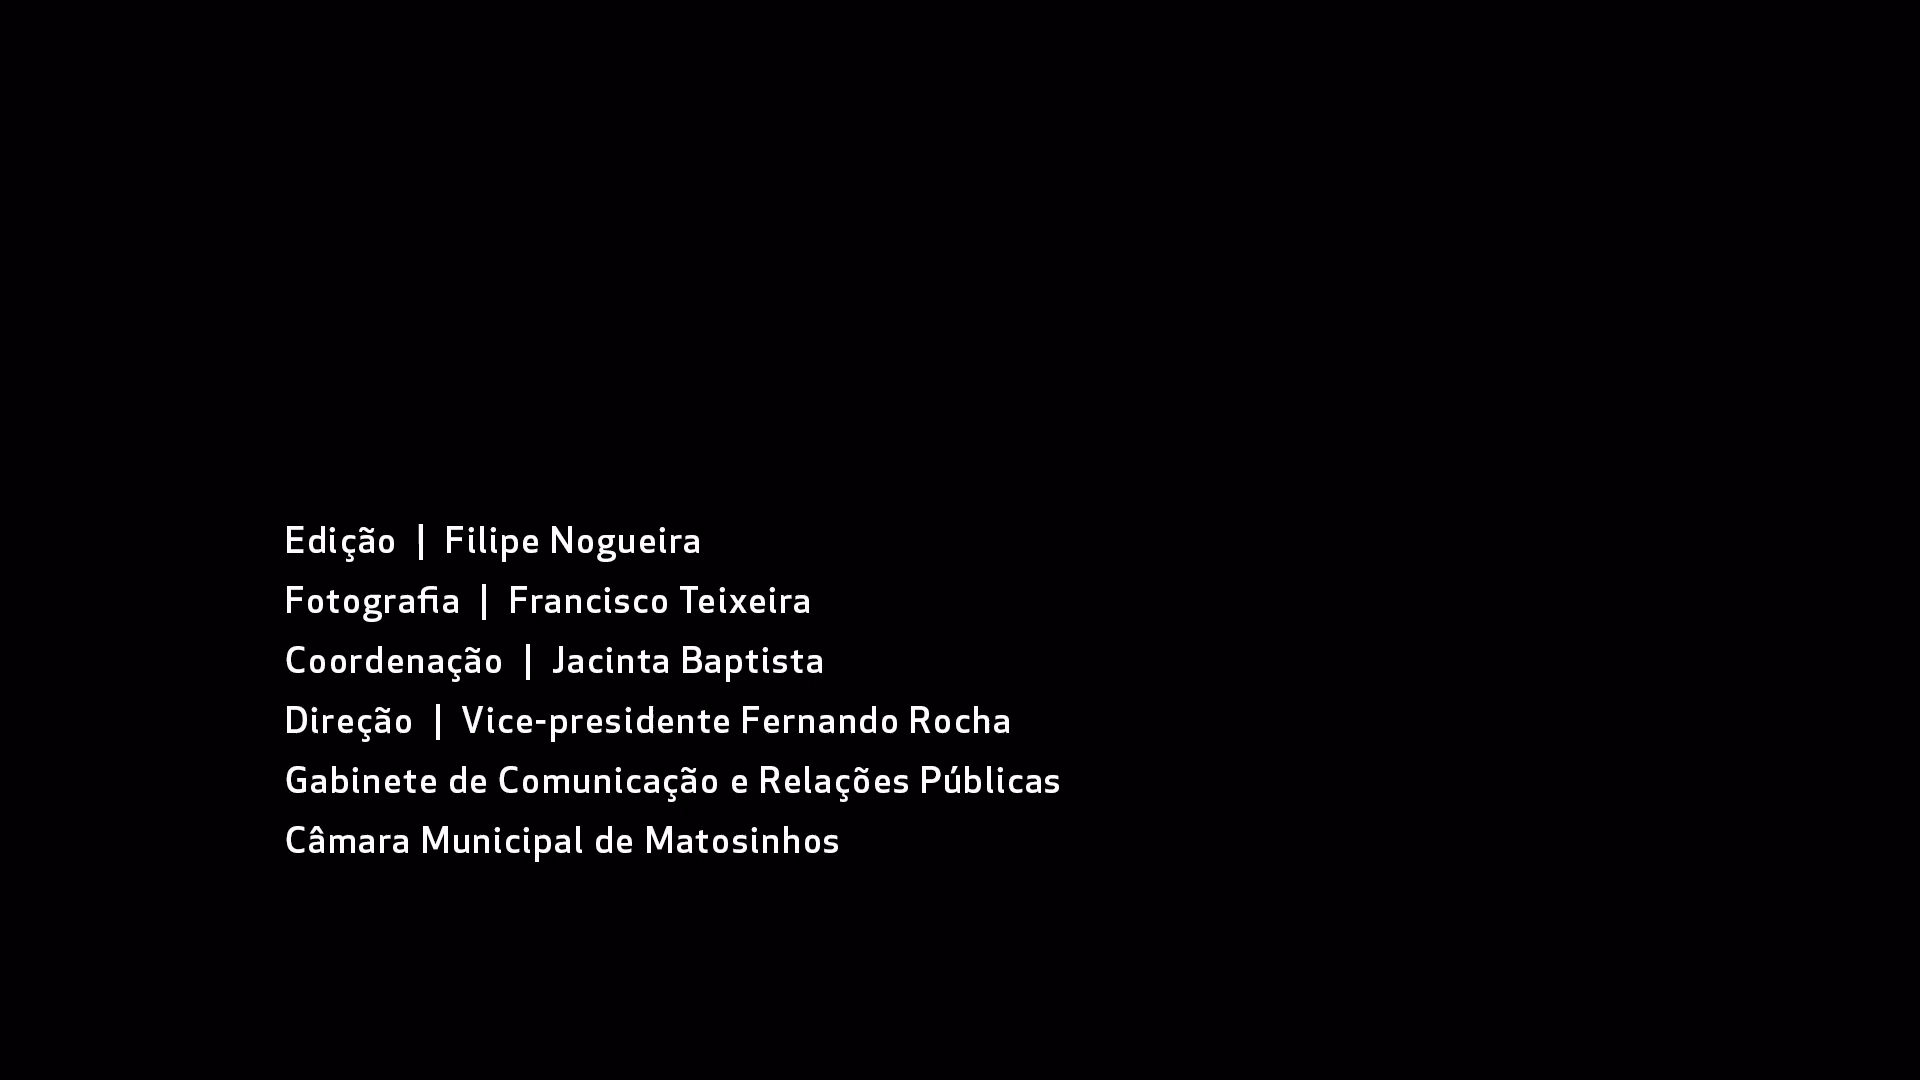 Edição | Filipe Nogueira
Fotografia | Francisco Teixeira
Coordenação | Jacinta Baptista
Direção | Vice-presidente Fernando Rocha
Gabinete de Comunicação e Relações Públicas
Câmara Municipal de Matosinhos